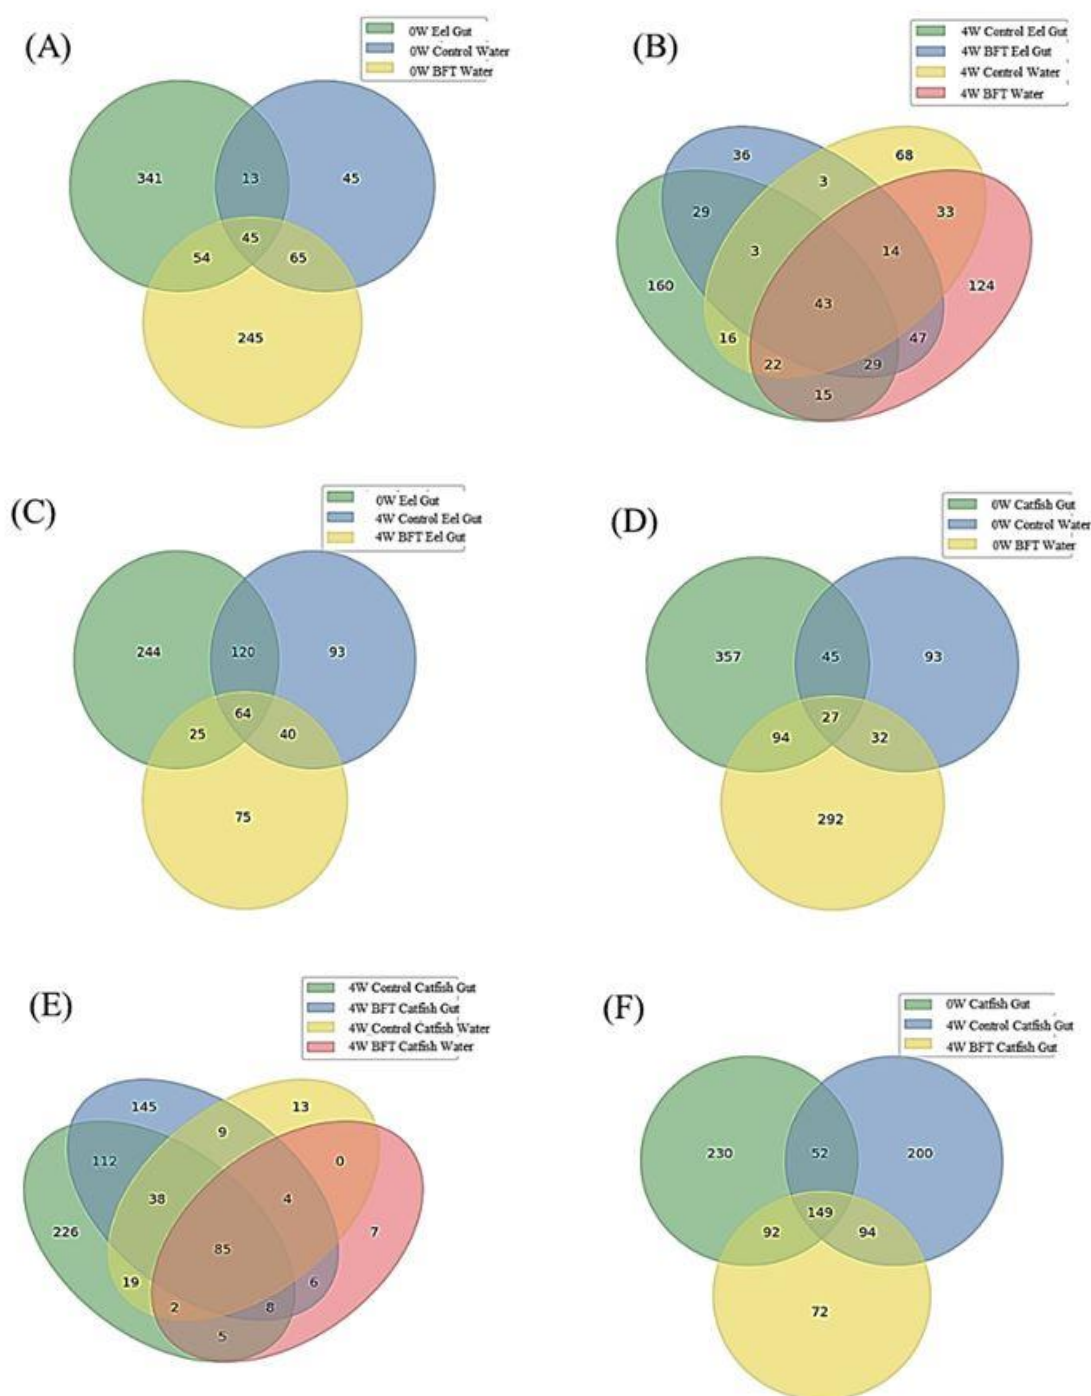 (A)
0W Eel Gut
0W Control Water
0W BFT Water
341
13
45
45
54
65
245
(B)
4W Control Eel Gut
4W BFT Eel Gut
4W Control Water
4W BFT Water
36
68
3
29
33
3
14
160
124
43
16
47
22
29
15
(C)
0W Eel Gut
4W Control Eel Gut
4W BFT Eel Gut
244
120
93
64
25
40
75
(D)
0W Catfish Gut
0W Control Water
0W BFT Water
357
45
93
27
94
32
292
(E)
4W Control Catfish Gut
4W BFT Catfish Gut
4W Control Catfish Water
4W BFT Catfish Water
145
13
9
112
0
38
4
226
7
85
19
6
2
8
5
(F)
0W Catfish Gut
4W Control Catfish Gut
4W BFT Catfish Gut
230
52
200
149
92
94
72